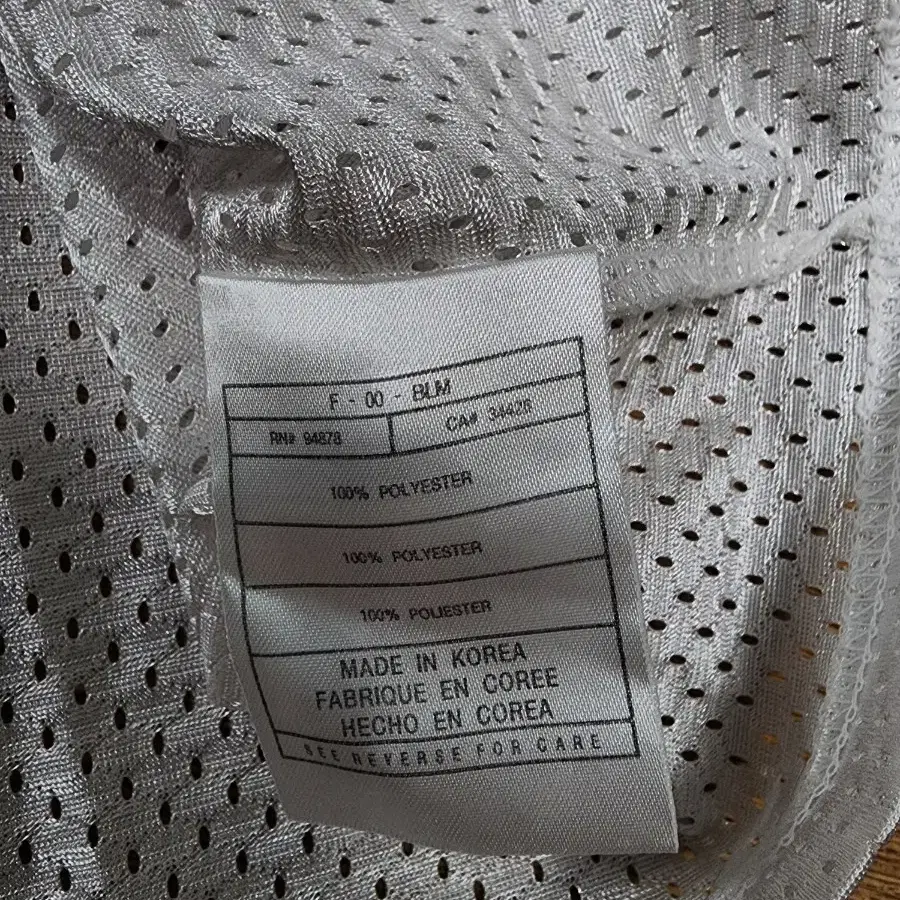 F - 00 - BLM
RN# 94878 CA# 34426
100% POLYESTER
100% POLYESTER
100% POLIESTER
MADE IN KOREA
FABRIQUE EN COREE
HECHO EN COREA
SEE REVERSE FOR CARE